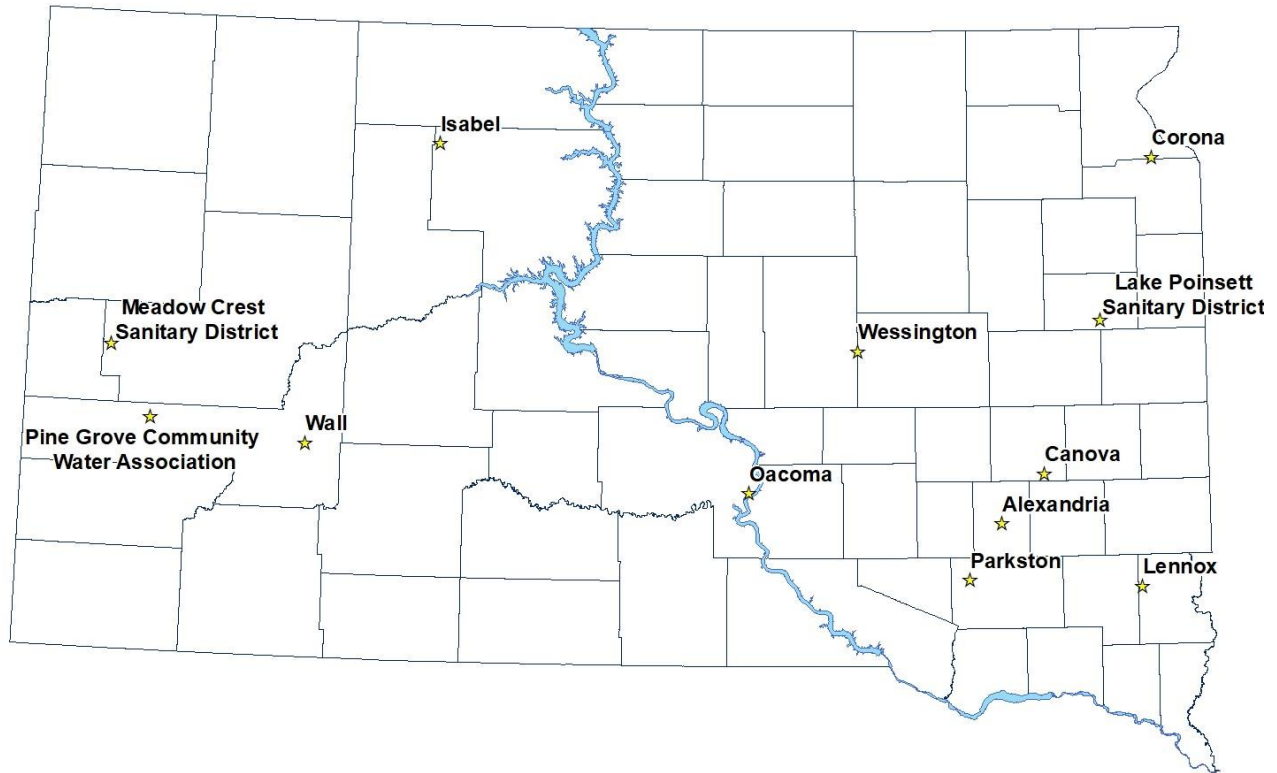 Isabel
Corona
Meadow Crest
Sanitary District
Lake Poinsett
Sanitary District
Wessington
Wall
Pine Grove Community
Water Association
Canova
Oacoma
Alexandria
Parkston
Lennox